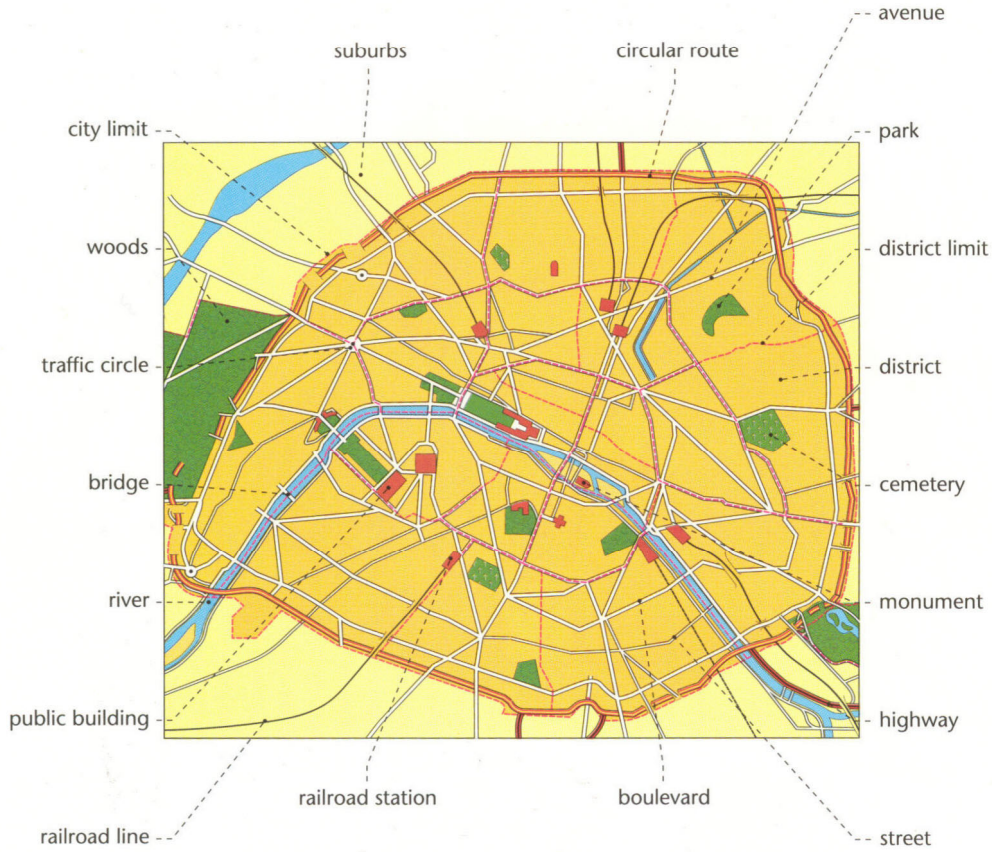 avenue
suburbs
circular route
city limit
park
woods
district limit
traffic circle
district
bridge
cemetery
river
monument
public building
highway
railroad station
boulevard
railroad line
street